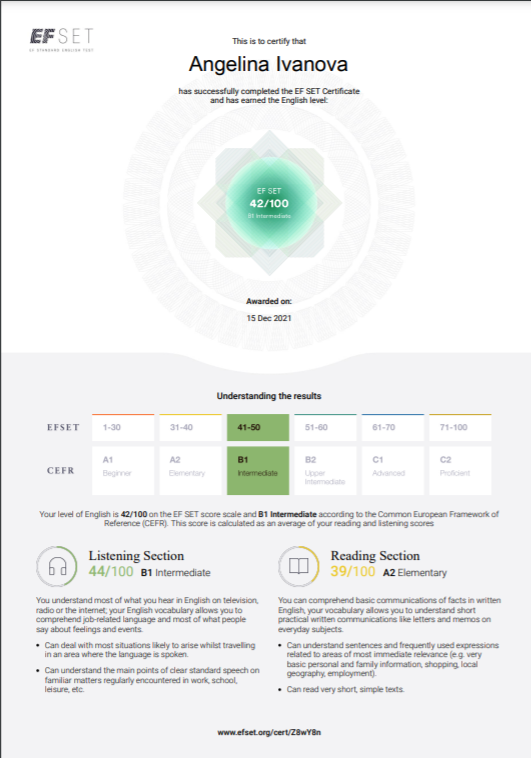 EFSET
EF STANDARD ENGLISH TEST
This is to certify that
Angelina Ivanova
has successfully completed the EF SET Certificate
and has earned the English level:
EF SET
42/100
B1 Intermediate
Awarded on:
15 Dec 2021
Understanding the results
EFSET 1-30 31-40 41-50 51-60 61-70 71-100
CEFR
A1 A2 B1 B2 C1 C2
Beginner Elementary Intermediate Upper Advanced Proficient
Intermediate
Your level of English is 42/100 on the EF SET score scale and B1 Intermediate according to the Common European Framework of
Reference (CEFR). This score is calculated as an average of your reading and listening scores
Listening Section
44/100 B1 Intermediate
You understand most of what you hear in English on television,
radio or the internet; your English vocabulary allows you to
comprehend job-related language and most of what people
say about feelings and events.
• Can deal with most situations likely to arise whilst travelling
in an area where the language is spoken.
• Can understand the main points of clear standard speech on
familiar matters regularly encountered in work, school,
leisure, etc.
Reading Section
39/100 A2 Elementary
You can comprehend basic communications of facts in written
English, your vocabulary allows you to understand short
practical written communications like letters and memos on
everyday subjects.
• Can understand sentences and frequently used expressions
related to areas of most immediate relevance (e.g. very
basic personal and family information, shopping, local
geography, employment).
• Can read very short, simple texts.
www.efset.org/cert/Z8wY8n